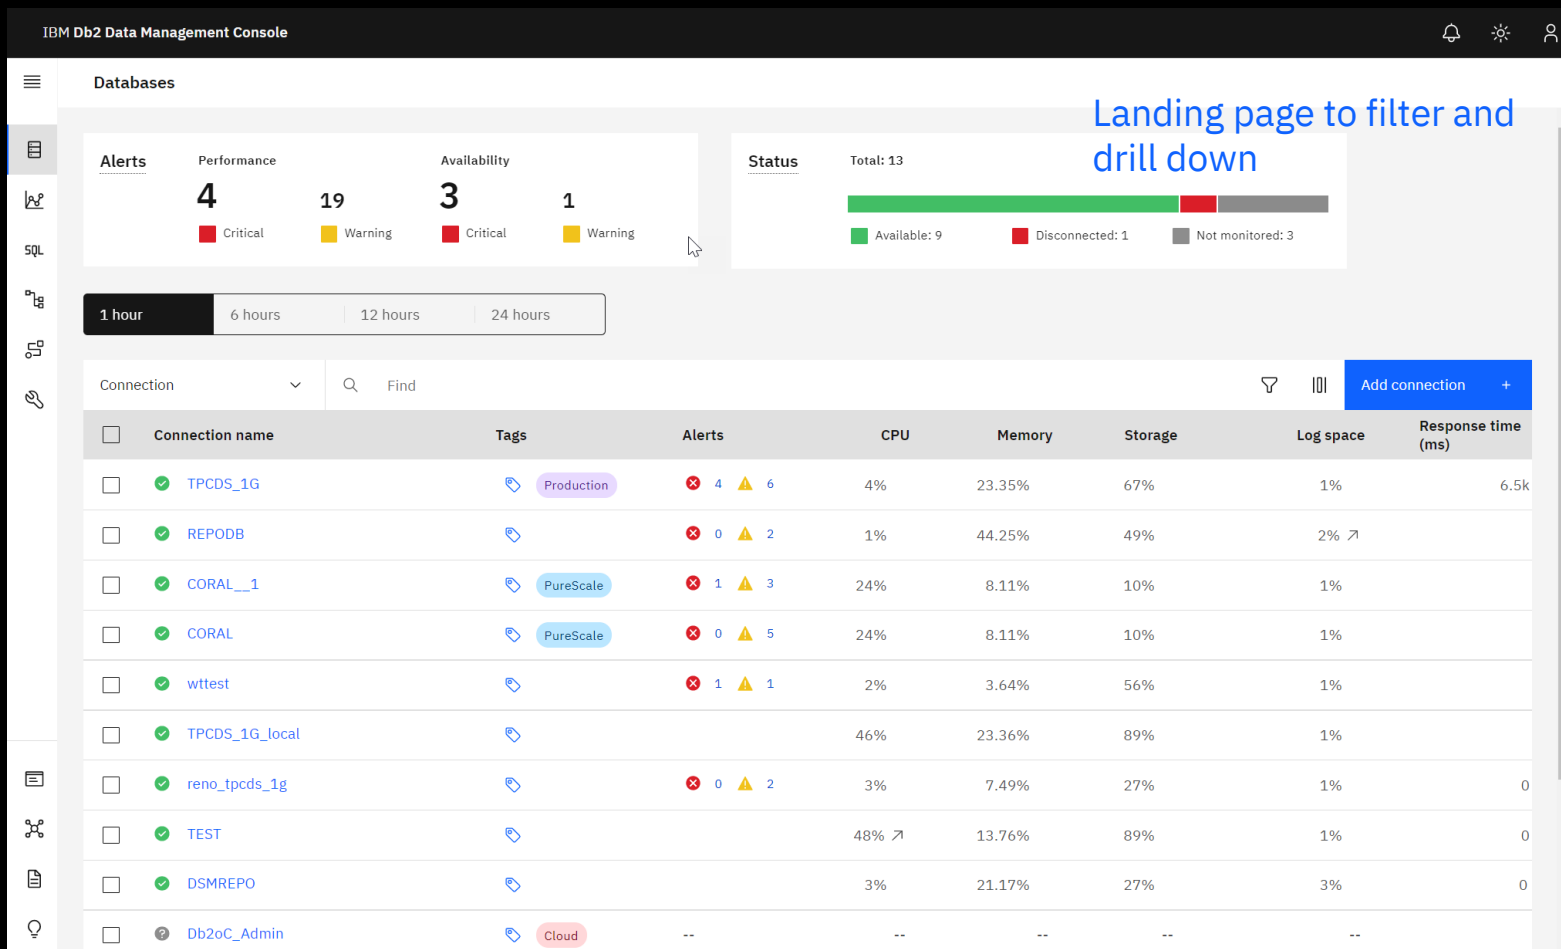 IBM Db2 Data Management Console
Databases
Landing page to filter and
drill down
Alerts
Performance
4
Critical
19
Warning
Availability
3
Critical
1
Warning
Status
Total: 13
Available: 9
Disconnected: 1
Not monitored: 3
SQL
1 hour 6 hours 12 hours 24 hours
Connection Find Add connection +
Connection name Tags Alerts CPU Memory Storage Log space Response time (ms)
TPCDS_1G Production 4 6 4% 23.35% 67% 1% 6.5k
REPODB 0 2 1% 44.25% 49% 2%
CORAL__1 PureScale 1 3 24% 8.11% 10% 1%
CORAL PureScale 0 5 24% 8.11% 10% 1%
wttest 1 1 2% 3.64% 56% 1%
TPCDS_1G_local 46% 23.36% 89% 1%
reno_tpcds_1g 0 2 3% 7.49% 27% 1% 0
TEST 48% 13.76% 89% 1% 0
DSMREPO 3% 21.17% 27% 3% 0
Db2oC_Admin Cloud -- -- -- -- --